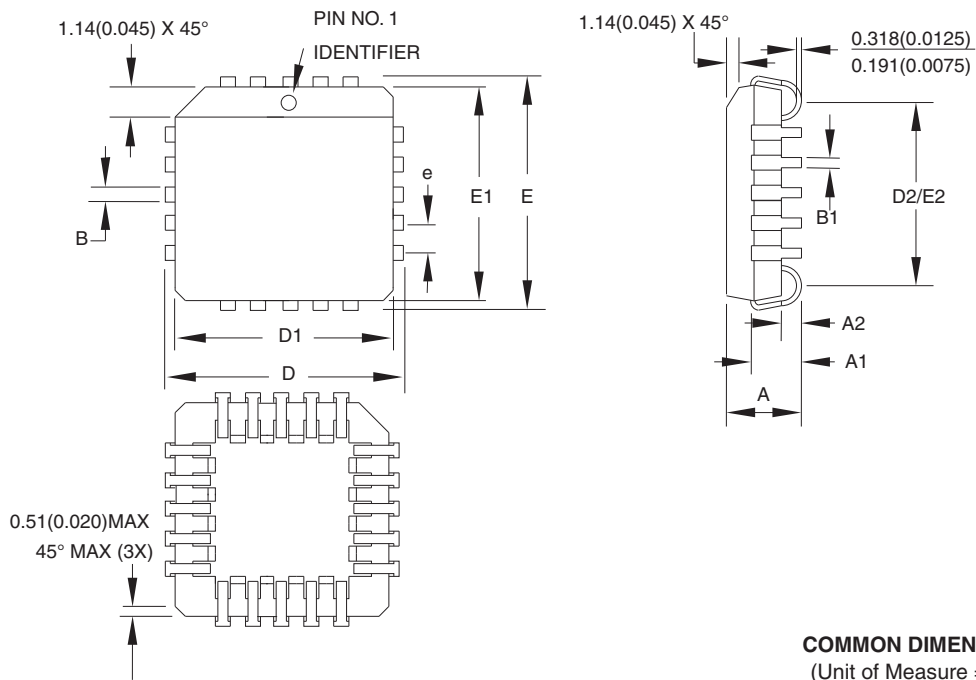 1.14(0.045) X 45°
PIN NO. 1
IDENTIFIER
1.14(0.045) X 45°
0.318(0.0125)
0.191(0.0075)
e
E1
E
B
D2/E2
B1
D1
D
A2
A1
A
0.51(0.020)MAX
45° MAX (3X)
COMMON
(Unit of Measure